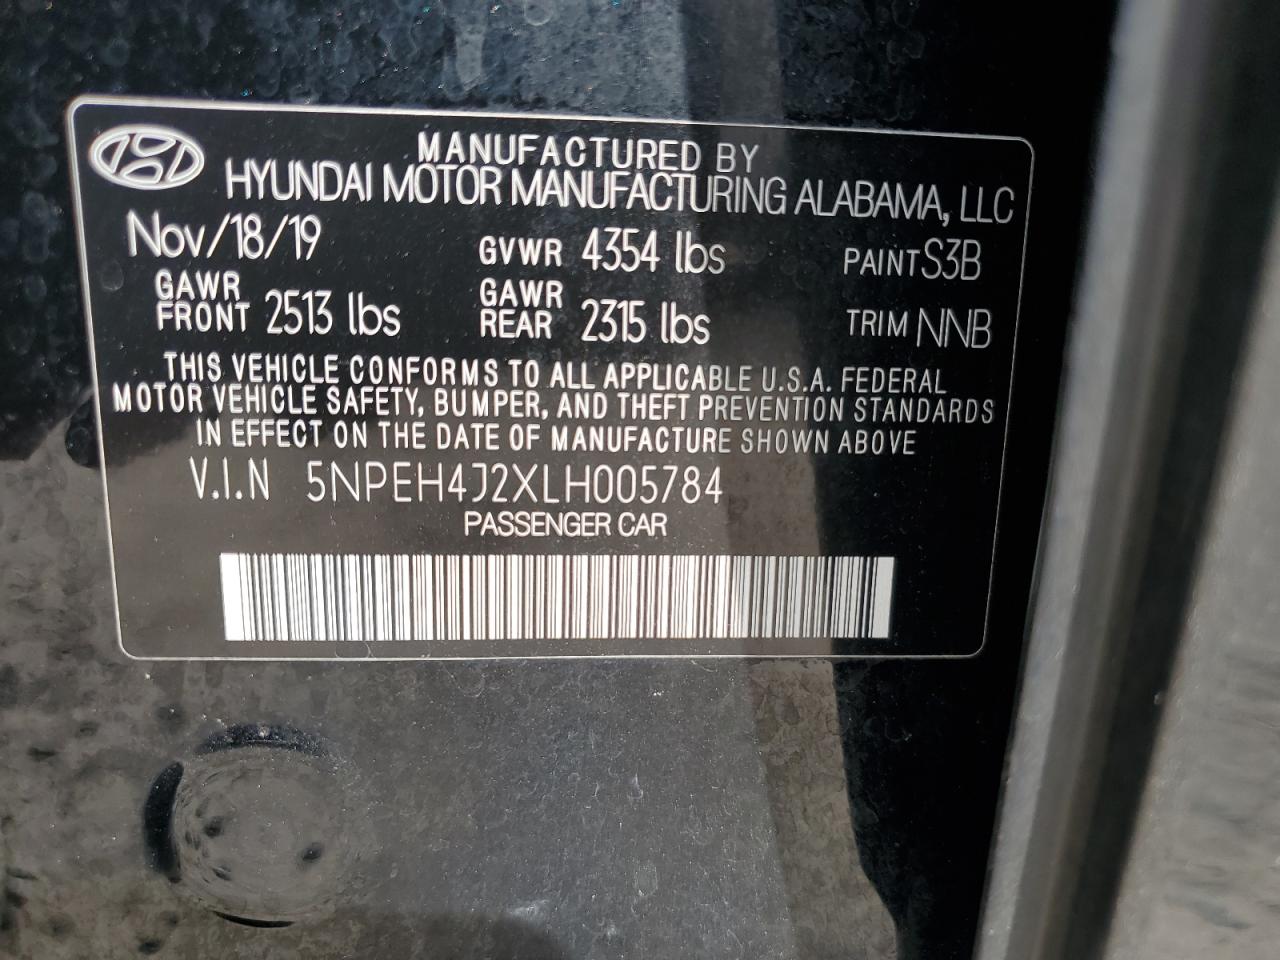 MANUFACTURED BY
HYUNDAI MOTOR MANUFACTURING ALABAMA, LLC
Nov/18/19 GVWR 4354 lbs PAINT S3B
GAWR FRONT 2513 lbs GAWR REAR 2315 lbs TRIM NNB
THIS VEHICLE CONFORMS TO ALL APPLICABLE U.S.A. FEDERAL
MOTOR VEHICLE SAFETY, BUMPER, AND THEFT PREVENTION STANDARDS
IN EFFECT ON THE DATE OF MANUFACTURE SHOWN ABOVE
V.I.N 5NPEH4J2XLH005784
PASSENGER CAR